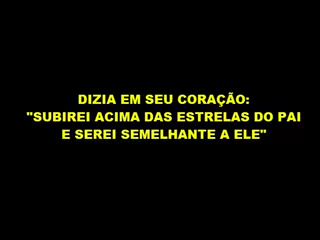 DIZIA EM SEU CORAÇÃO:
"SUBIREI ACIMA DAS ESTRELAS DO PAI
E SEREI SEMELHANTE A ELE"